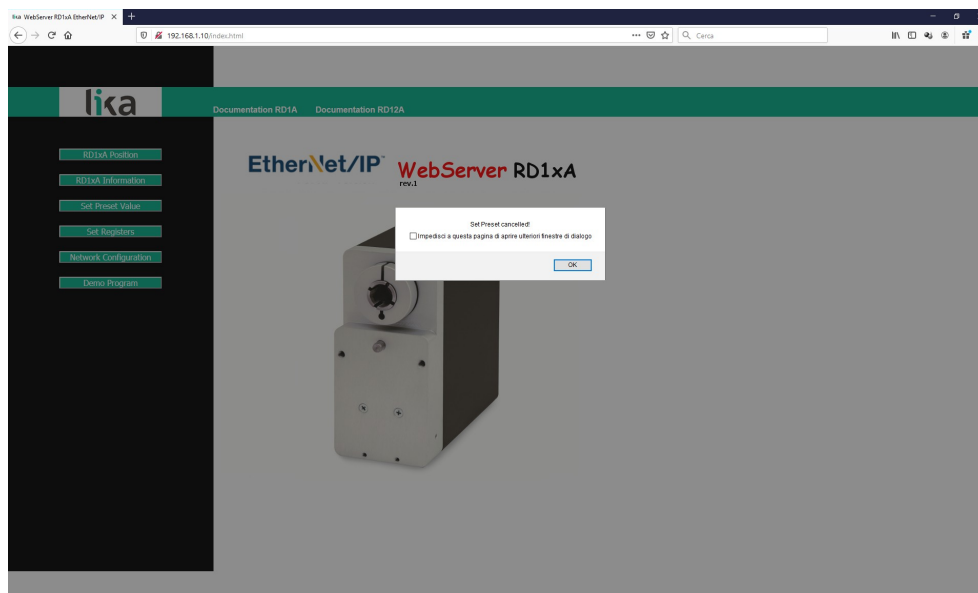 lika WebServer RD1xA EtherNet/IP
192.168.1.10/index.html
Cerca
lika
Documentation RD1A Documentation RD12A
RD1xA Position
RD1xA Information
Set Preset Value
Set Registers
Network Configuration
Demo Program
EtherNet/IP™ WebServer RD1xA
rev.1
Set Preset cancelled!
Impedisci a questa pagina di aprire ulteriori finestre di dialogo
OK